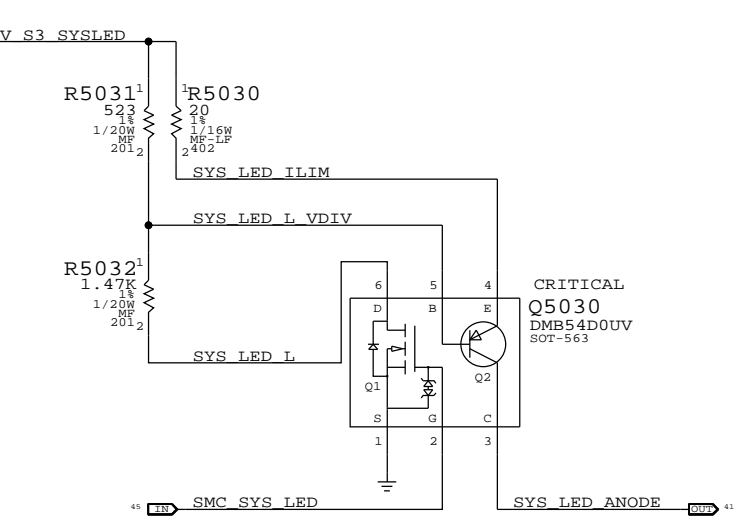 V_S3_SYSLED
R5031 1
523
1%
1/20W
MF
201 2
1 R5030
20
1%
1/16W
MF-LF
2 402
SYS_LED_ILIM
SYS_LED_L_VDIV
R5032 1
1.47K
1%
1/20W
MF
201 2
SYS_LED_L
6 5 4
CRITICAL
D B E
Q5030
DMB54D0UV
SOT-563
Q1
Q2
S G C
1 2 3
45 IN SMC_SYS_LED
SYS_LED_ANODE OUT 41